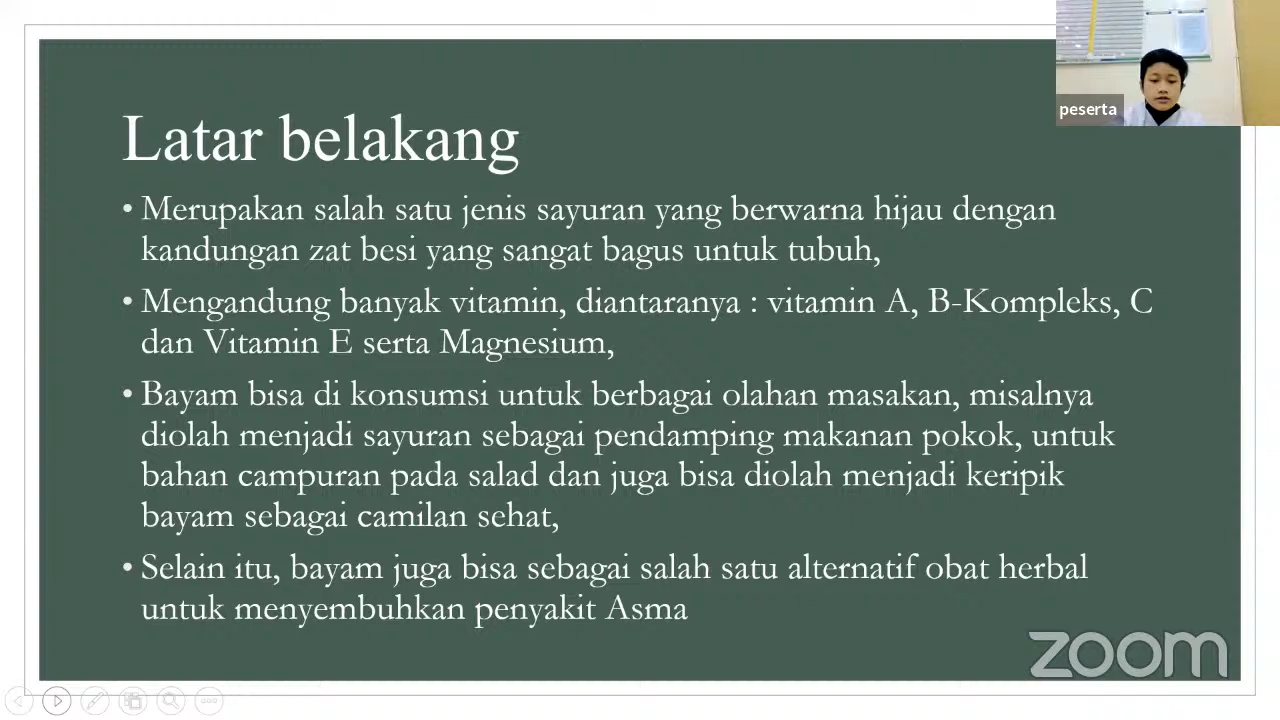 peserta
Latar belakang
• Merupakan salah satu jenis sayuran yang berwarna hijau dengan
kandungan zat besi yang sangat bagus untuk tubuh,
• Mengandung banyak vitamin, diantaranya : vitamin A, B-Kompleks, C
dan Vitamin E serta Magnesium,
• Bayam bisa di konsumsi untuk berbagai olahan masakan, misalnya
diolah menjadi sayuran sebagai pendamping makanan pokok, untuk
bahan campuran pada salad dan juga bisa diolah menjadi keripik
bayam sebagai camilan sehat,
• Selain itu, bayam juga bisa sebagai salah satu alternatif obat herbal
untuk menyembuhkan penyakit Asma
zoom